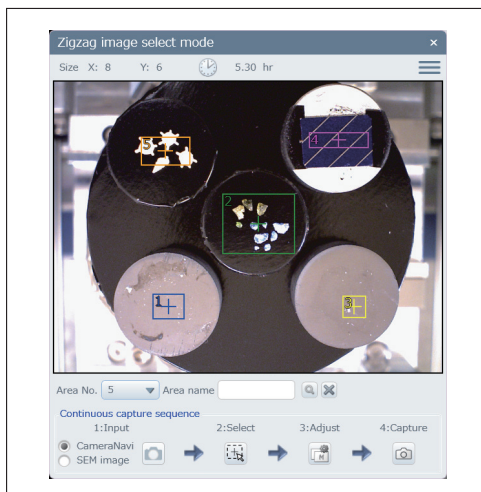 Zigzag image select mode ×
Size X: 8 Y: 6 5.30 hr
5
4
2
1
3
Area No. 5 Area name
Continuous capture sequence
1:Input 2:Select 3:Adjust 4:Capture
CameraNavi
SEM image
M